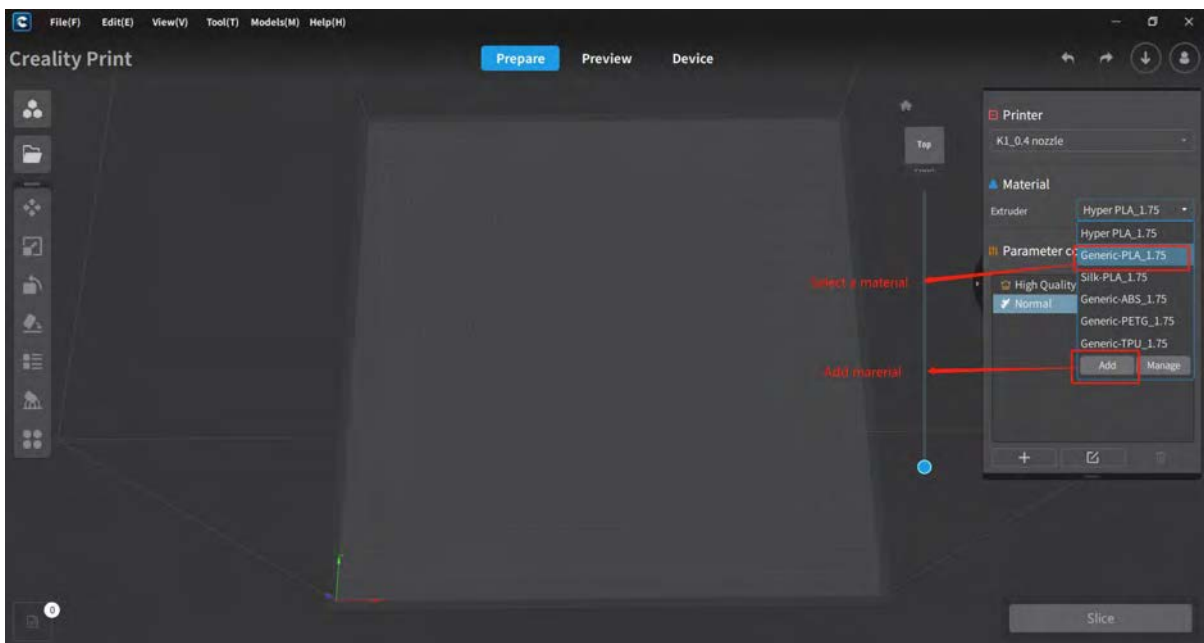 File(F) Edit(E) View(V) Tool(T) Models(M) Help(H)
Creality Print
Prepare Preview Device
Top
Printer
K1_0.4 nozzle
Material
Extruder Hyper PLA_1.75
Hyper PLA_1.75
Parameter co
Generic-PLA_1.75
Select a material
Silk-PLA_1.75
High Quality
Generic-ABS_1.75
Normal
Generic-PETG_1.75
Generic-TPU_1.75
Add Manage
Add marerial
0
Slice